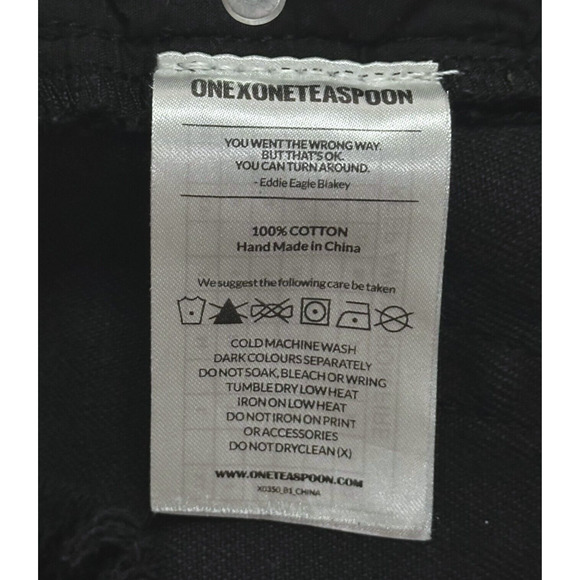 ONEXONETEASPOON
YOU WENT THE WRONG WAY.
BUT THAT'S OK.
YOU CAN TURN AROUND.
- Eddie Eagle Blakey
100% COTTON
Hand Made in China
We suggest the following care be taken
COLD MACHINE WASH
DARK COLOURS SEPARATELY
DO NOT SOAK, BLEACH OR WRING
TUMBLE DRY LOW HEAT
IRON ON LOW HEAT
DO NOT IRON ON PRINT
OR ACCESSORIES
DO NOT DRYCLEAN (X)
WWW.ONETEASPOON.COM
X0350_B1_CHINA